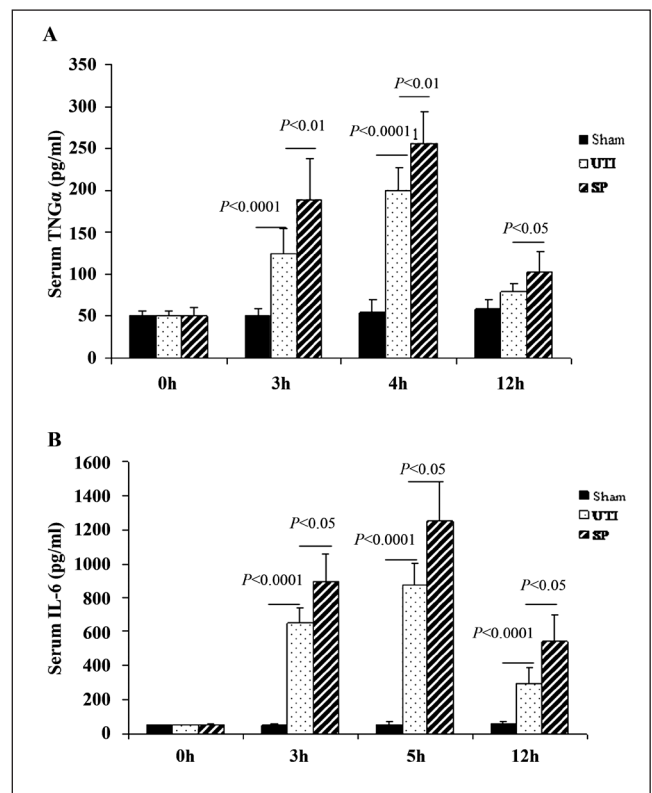 A
Serum TNGα (pg/ml)
350
300
250
200
150
100
50
0
P<0.01
P<0.01
P<0.0001
P<0.0001
1
P<0.05
Sham
UTI
SP
0h 3h 4h 12h
B
Serum IL-6 (pg/ml)
1600
1400
1200
1000
800
600
400
200
0
P<0.05
P<0.05
P<0.0001
P<0.0001
P<0.05
P<0.0001
Sham
UTI
SP
0h 3h 5h 12h